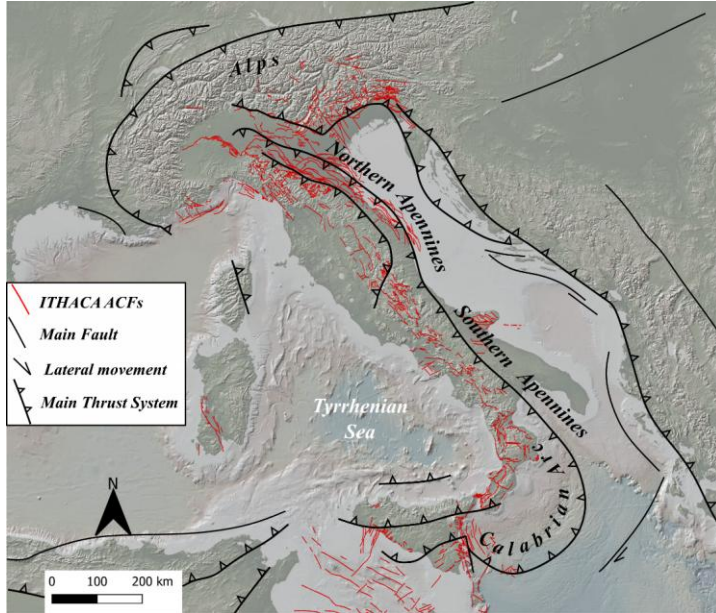 Alps
Northern Apennines
ITHACA ACFs
Main Fault
Lateral movement
Main Thrust System
Southern Apennines
Tyrrhenian
Sea
Calabrian Arc
N
0 100 200 km